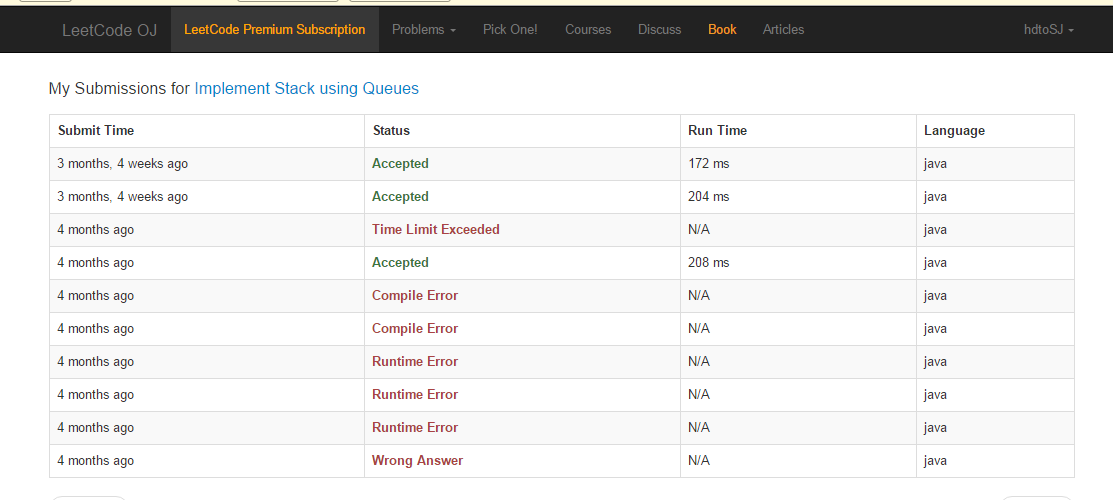 LeetCode OJ LeetCode Premium Subscription Problems Pick One! Courses Discuss Book Articles hdtoSJ
My Submissions for Implement Stack using Queues
Submit Time Status Run Time Language
3 months, 4 weeks ago Accepted 172 ms java
3 months, 4 weeks ago Accepted 204 ms java
4 months ago Time Limit Exceeded N/A java
4 months ago Accepted 208 ms java
4 months ago Compile Error N/A java
4 months ago Compile Error N/A java
4 months ago Runtime Error N/A java
4 months ago Runtime Error N/A java
4 months ago Runtime Error N/A java
4 months ago Wrong Answer N/A java